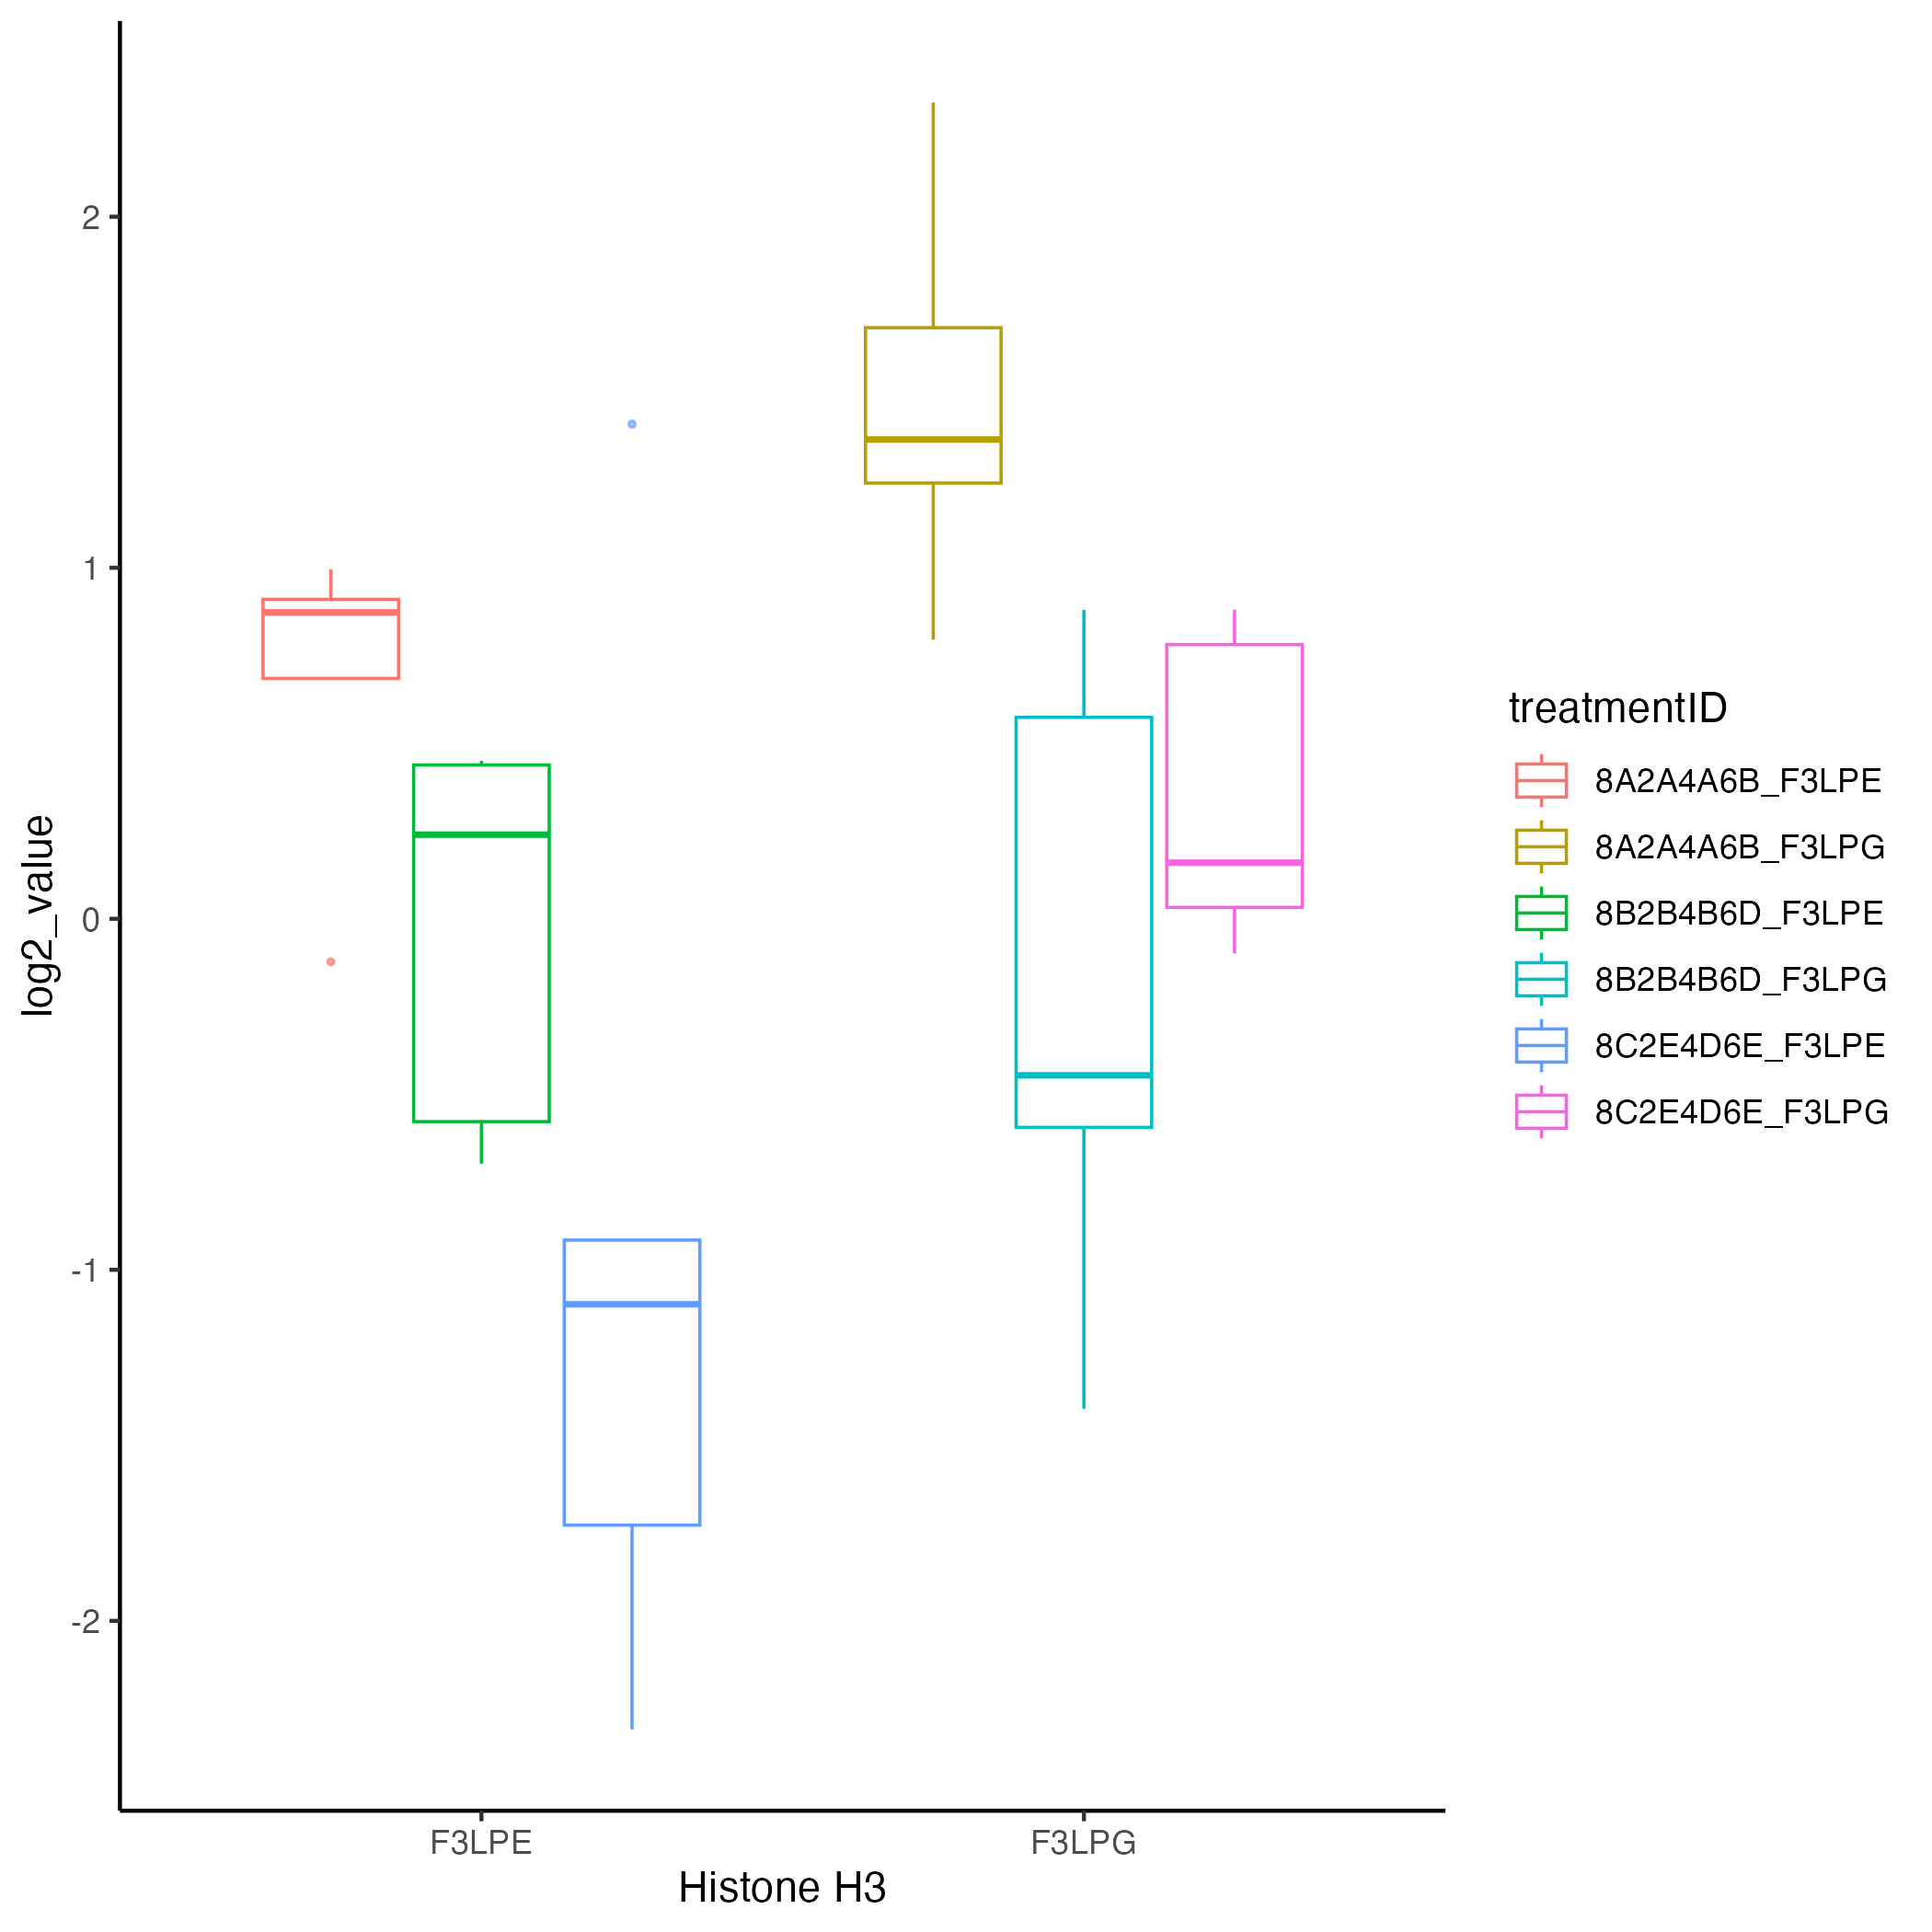 log2_value
2
1
0
-1
-2
F3LPE
F3LPG
Histone H3
treatmentID
8A2A4A6B_F3LPE
8A2A4A6B_F3LPG
8B2B4B6D_F3LPE
8B2B4B6D_F3LPG
8C2E4D6E_F3LPE
8C2E4D6E_F3LPG